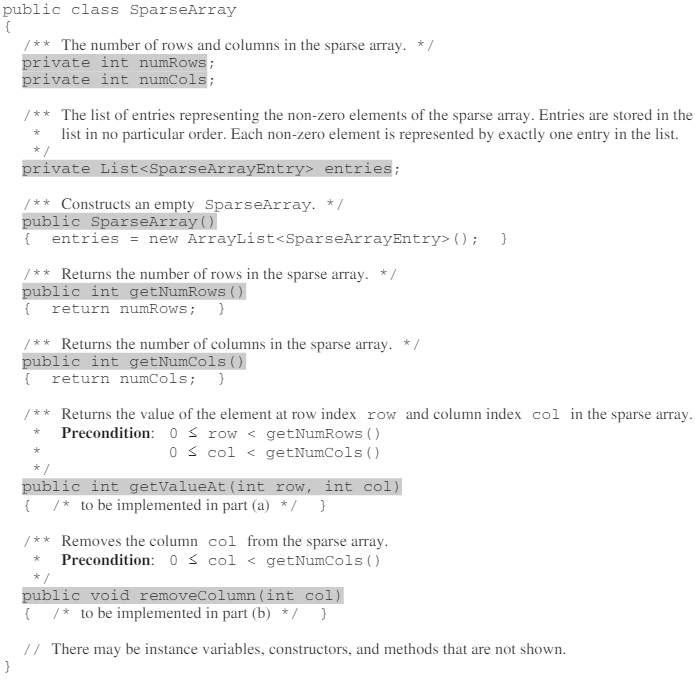 public class SparseArray
{
/** The number of rows and columns in the sparse array. */
private int numRows;
private int numCols;
/** The list of entries representing the non-zero elements of the sparse array. Entries are stored in the
* list in no particular order. Each non-zero element is represented by exactly one entry in the list.
*/
private List<SparseArrayEntry> entries;
/** Constructs an empty SparseArray. */
public SparseArray()
{ entries = new ArrayList<SparseArrayEntry>(); }
/** Returns the number of rows in the sparse array. */
public int getNumRows()
{ return numRows; }
/** Returns the number of columns in the sparse array. */
public int getNumCols()
{ return numCols; }
/** Returns the value of the element at row index row and column index col in the sparse array.
* Precondition: 0 ≤ row < getNumRows()
* 0 ≤ col < getNumCols()
*/
public int getValueAt(int row, int col)
{ /* to be implemented in part (a) */ }
/** Removes the column col from the sparse array.
* Precondition: 0 ≤ col < getNumCols()
*/
public void removeColumn(int col)
{ /* to be implemented in part (b) */ }
// There may be instance variables, constructors, and methods that are not shown.
}